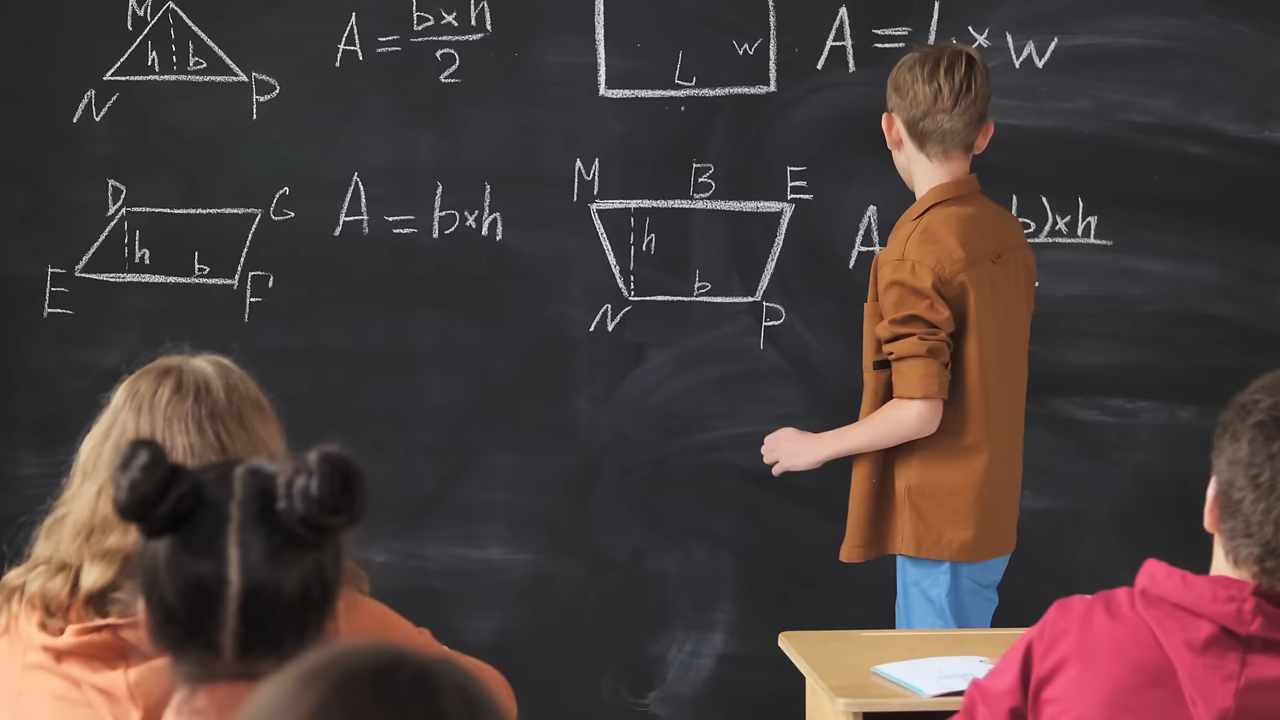 M
h b
N P
A = b×h
2
L w
A = L × w
D G
h
b
E F
A = b×h
M B E
h
b
N P
A b)×h